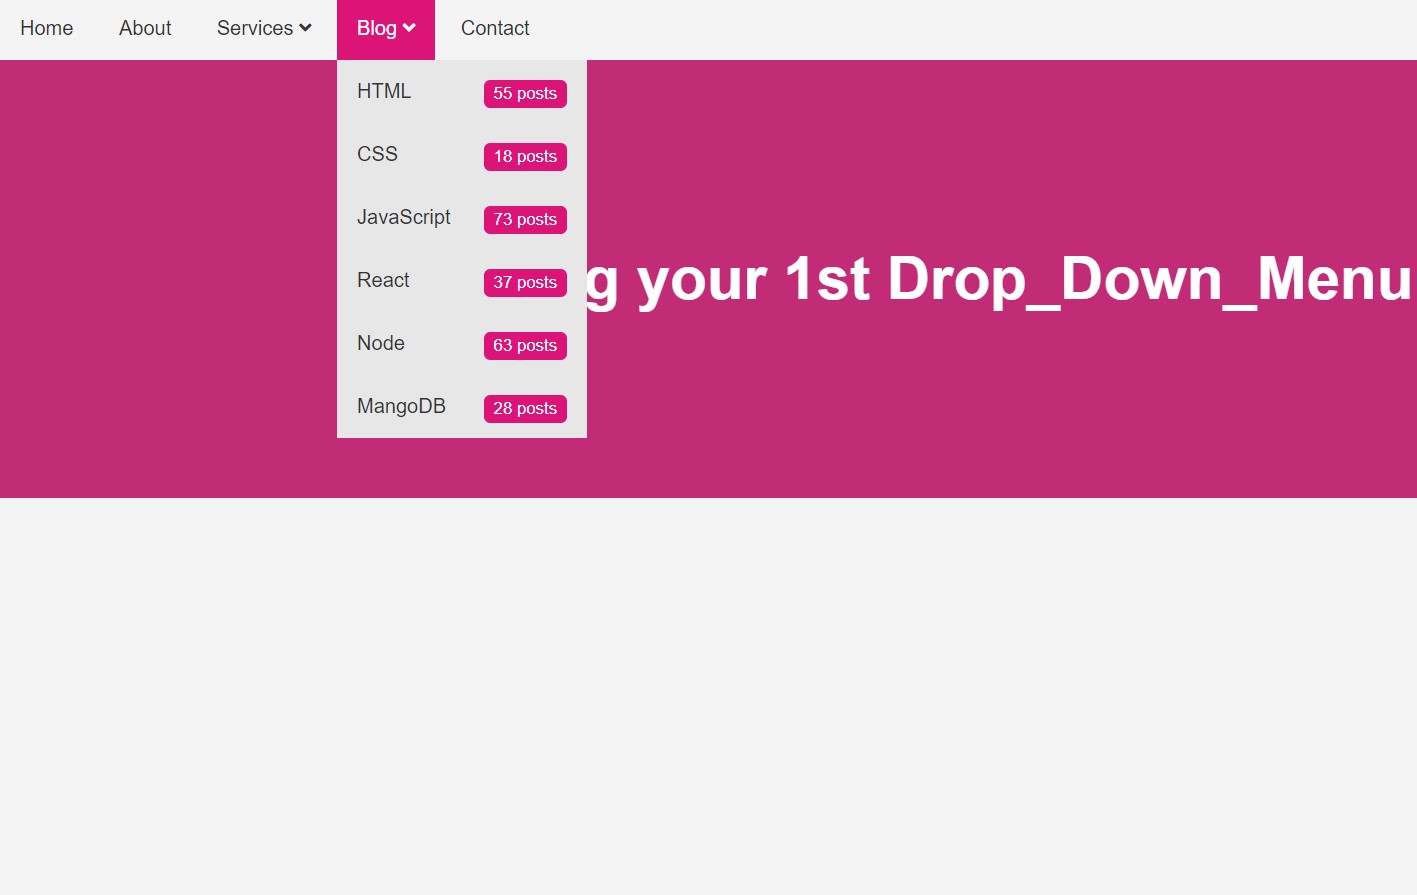 Home About Services Blog Contact
HTML 55 posts
CSS 18 posts
JavaScript 73 posts
React 37 posts
your 1st Drop_Down_Menu
Node 63 posts
MangoDB 28 posts